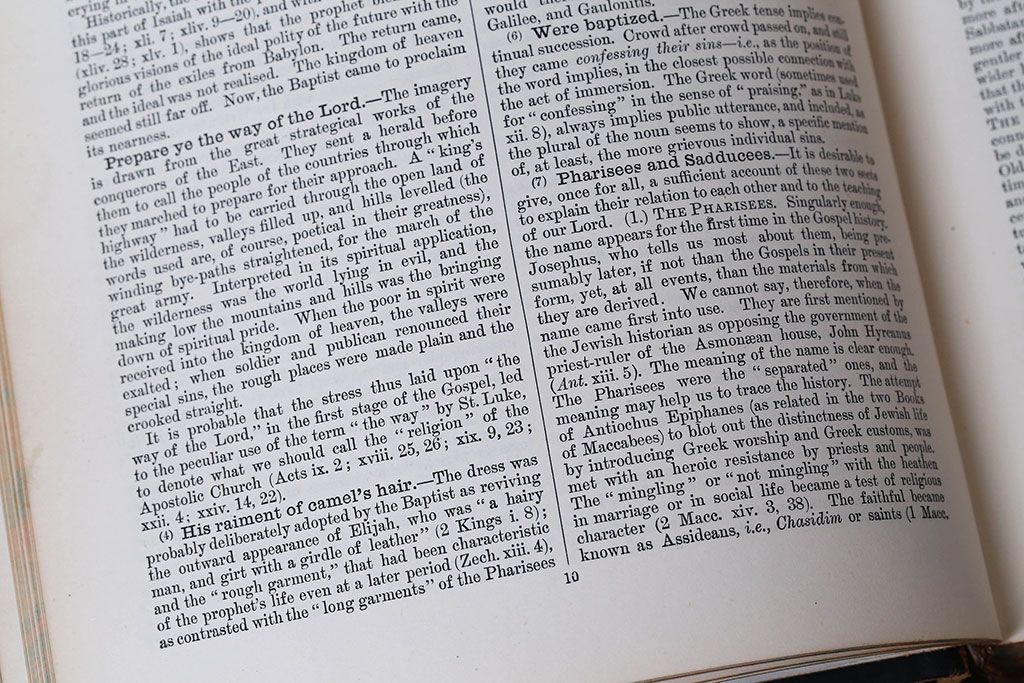 Historically, the
this part of Isaiah with the
18—24; xli. 7; xliv. 9—20), and
(xliv. 28; xlv. 1), shows that the prophet
glorious visions of the ideal polity of the future with the
return of the exiles from Babylon. The return came,
and the ideal was not realised. The kingdom of heaven
seemed still far off. Now, the Baptist came to proclaim
its nearness.
Prepare ye the way of the Lord.—The imagery
is drawn from the great strategical works of the
conquerors of the East. They sent a herald before
them to call the people of the countries through which
they marched to prepare for their approach. A "king's
highway" had to be carried through the open land of
the wilderness, valleys filled up, and hills levelled (the
words used are, of course, poetical in their greatness),
winding bye-paths straightened, for the march of the
great army. Interpreted in its spiritual application,
the wilderness was the world lying in evil, and the
making low the mountains and hills was the bringing
down of spiritual pride. When the poor in spirit were
received into the kingdom of heaven, the valleys were
exalted; when soldier and publican renounced their
special sins, the rough places were made plain and the
crooked straight.
It is probable that the stress thus laid upon "the
way of the Lord," in the first stage of the Gospel, led
to the peculiar use of the term "the way" by St. Luke,
to denote what we should call the "religion" of the
Apostolic Church (Acts ix. 2; xviii. 25, 26; xix. 9, 23;
xxii. 4; xxiv. 14, 22).
(4) His raiment of camel's hair.—The dress was
probably deliberately adopted by the Baptist as reviving
the outward appearance of Elijah, who was "a hairy
man, and girt with a girdle of leather" (2 Kings i. 8);
and the "rough garment," that had been characteristic
of the prophet's life even at a later period (Zech. xiii. 4),
as contrasted with the "long garments" of the Pharisees
would
Galilee, and Gaulonitis.
(6) Were baptized.—The Greek tense implies con-
tinual succession. Crowd after crowd passed on, and still
they came confessing their sins—i.e., as the position of
the word implies, in the closest possible connection with
the act of immersion. The Greek word (sometimes used
for "confessing" in the sense of "praising," as in Luke
xii. 8), always implies public utterance, and included, as
the plural of the noun seems to show, a specific mention
of, at least, the more grievous individual sins.
(7) Pharisees and Sadducees.—It is desirable to
give, once for all, a sufficient account of these two sects
to explain their relation to each other and to the teaching
of our Lord. (1.) THE PHARISEES. Singularly enough,
the name appears for the first time in the Gospel history.
Josephus, who tells us most about them, being pre-
sumably later, if not than the Gospels in their present
form, yet, at all events, than the materials from which
they are derived. We cannot say, therefore, when the
name came first into use. They are first mentioned by
the Jewish historian as opposing the government of the
priest-ruler of the Asmonæan house, John Hyrcanus
(Ant. xiii. 5). The meaning of the name is clear enough.
The Pharisees were the "separated" ones, and the
meaning may help us to trace the history. The attempt
of Antiochus Epiphanes (as related in the two Books
of Maccabees) to blot out the distinctness of Jewish life
by introducing Greek worship and Greek customs, was
met with an heroic resistance by priests and people.
The "mingling" or "not mingling" with the heathen
in marriage or in social life became a test of religious
character (2 Macc. xiv. 3, 38). The faithful became
known as Assideans, i.e., Chasidim or saints (1 Macc.
10